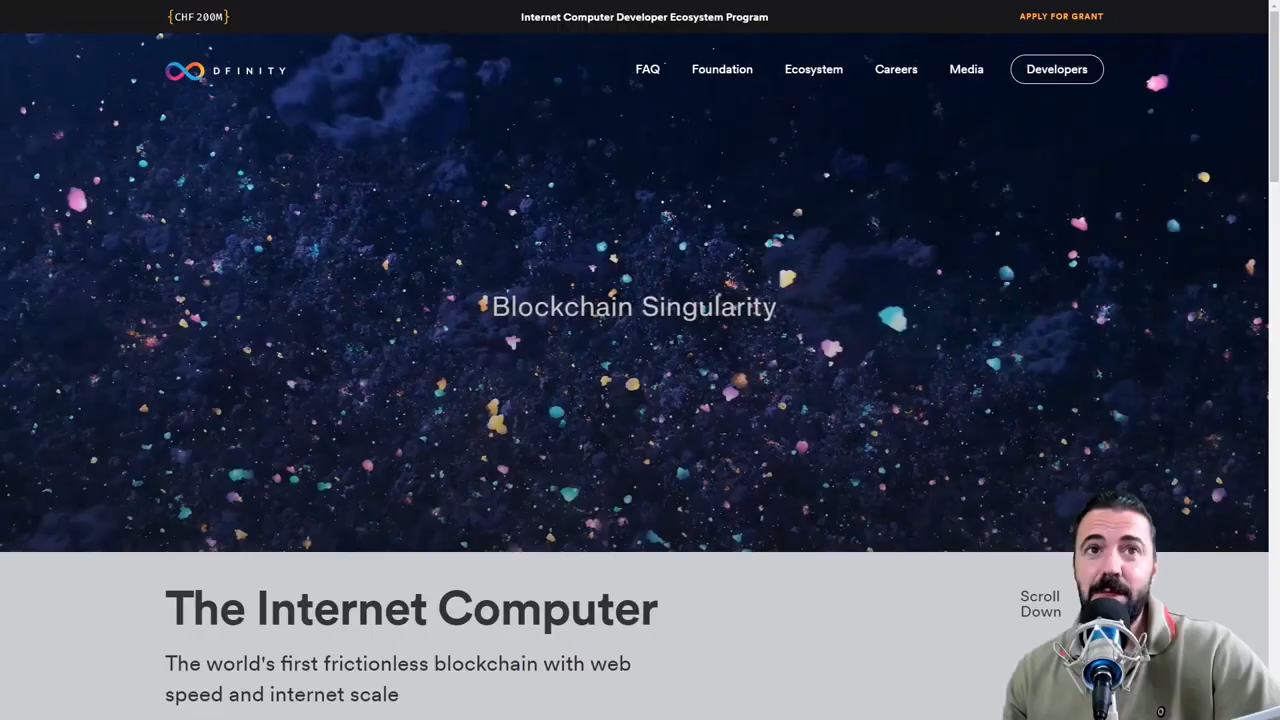 {CHF 200M}
Internet Computer Developer Ecosystem Program
APPLY FOR GRANT
DFINITY
FAQ
Foundation
Ecosystem
Careers
Media
Developers
Blockchain Singularity
The Internet Computer
Scroll
Down
The world's first frictionless blockchain with web
speed and internet scale